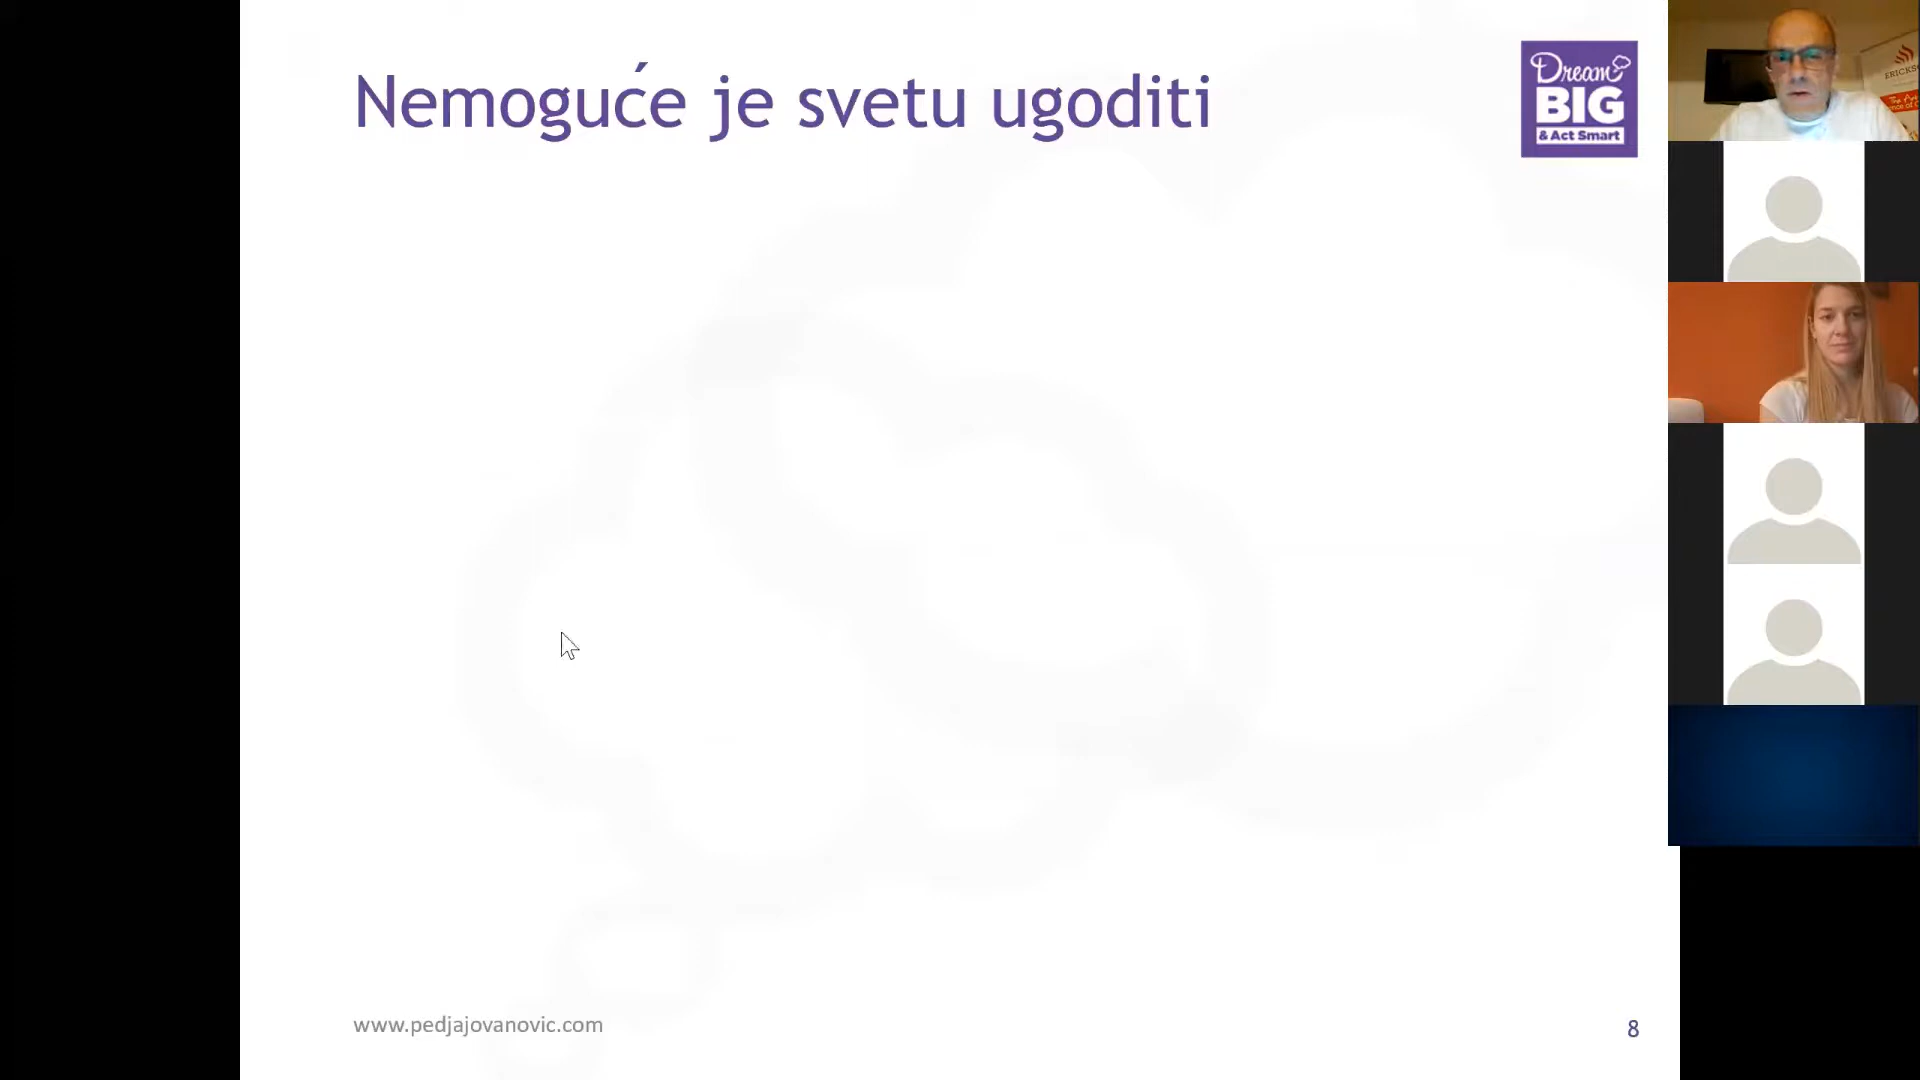 Nemoguće je svetu ugoditi
Dream
BIG
& Act Smart
www.pedjajovanovic.com
8